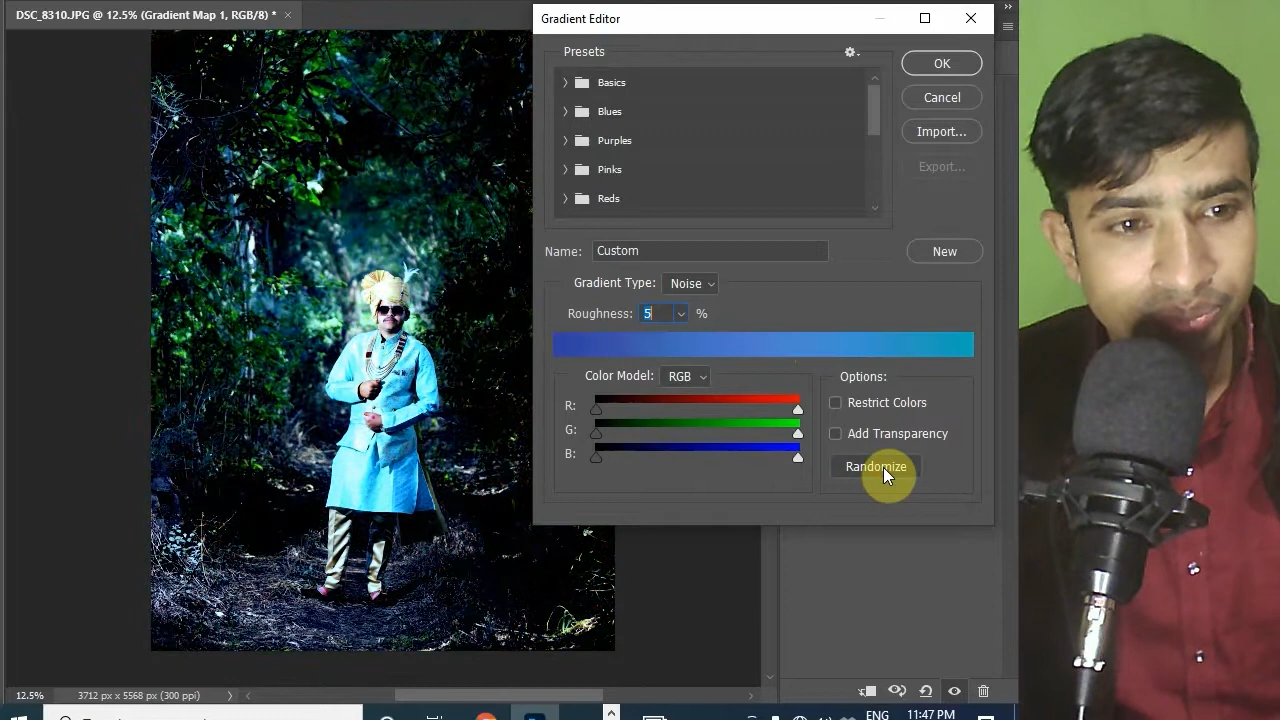 DSC_8310.JPG @ 12.5% (Gradient Map 1, RGB/8) *
Gradient Editor
Presets
OK
Basics
Cancel
Blues
Import...
Purples
Export...
Pinks
Reds
Name: Custom
New
Gradient Type: Noise
Roughness: 5 %
Color Model: RGB
Options:
R:
Restrict Colors
G:
Add Transparency
B:
Randomize
12.5% 3712 px x 5568 px (300 ppi)
ENG 11:47 PM